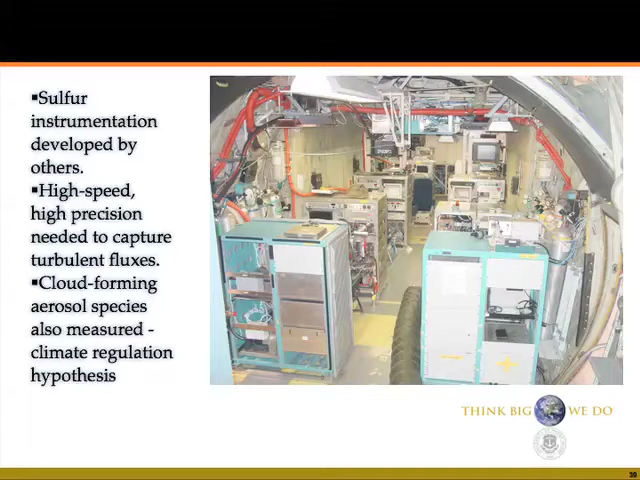 ▪Sulfur
instrumentation
developed by
others.
▪High-speed,
high precision
needed to capture
turbulent fluxes.
▪Cloud-forming
aerosol species
also measured -
climate regulation
hypothesis
THINK BIG WE DO
39